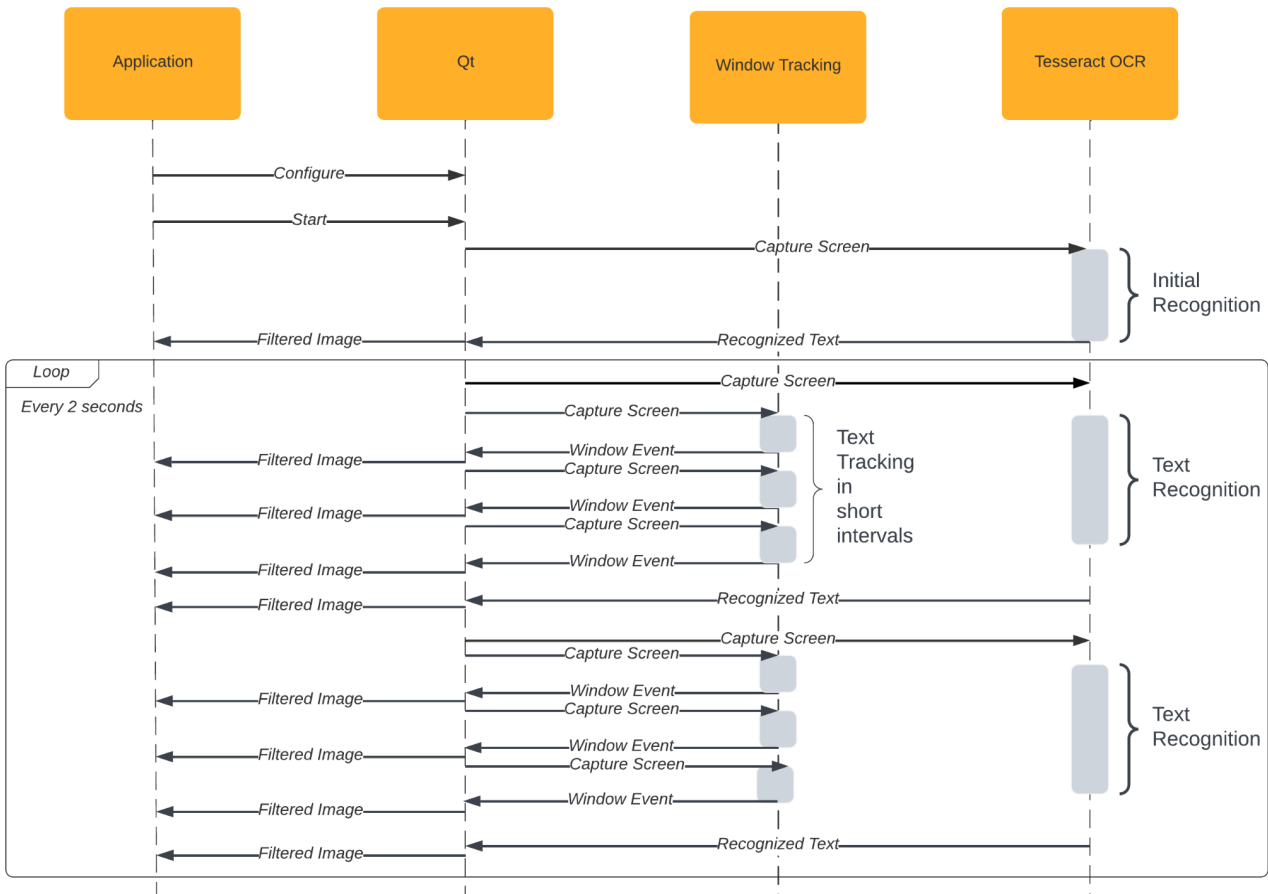 Application
Qt
Window Tracking
Tesseract OCR
Configure
Start
Capture Screen
Initial
Recognition
Filtered Image
Recognized Text
Loop
Every 2 seconds
Capture Screen
Capture Screen
Window Event
Filtered Image
Capture Screen
Window Event
Filtered Image
Capture Screen
Window Event
Filtered Image
Text
Tracking
in
short
intervals
Text
Recognition
Recognized Text
Filtered Image
Capture Screen
Capture Screen
Window Event
Filtered Image
Capture Screen
Window Event
Filtered Image
Capture Screen
Window Event
Filtered Image
Text
Recognition
Recognized Text
Filtered Image